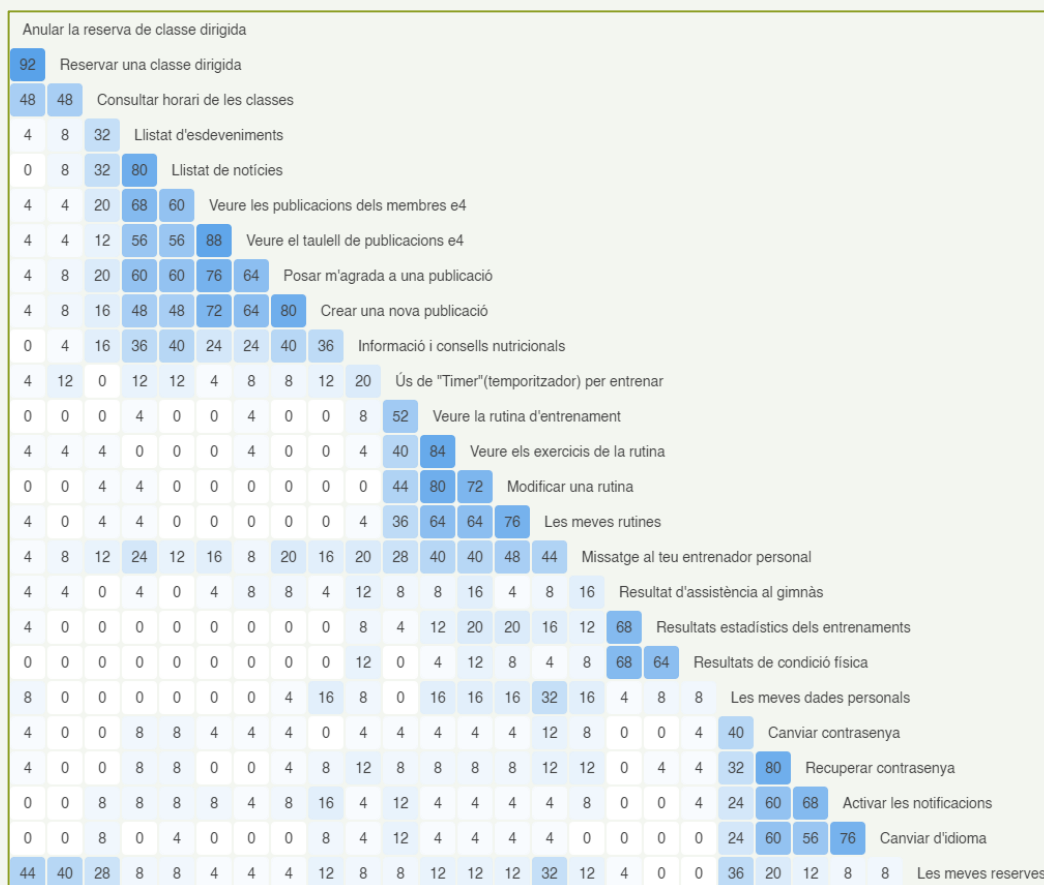 Anular la reserva de classe dirigida
92 Reservar una classe dirigida
48 48 Consultar horari de les classes
4 8 32 Llistat d'esdeveniments
0 8 32 80 Llistat de notícies
4 4 20 68 60 Veure les publicacions dels membres e4
4 4 12 56 56 88 Veure el taulell de publicacions e4
4 8 20 60 60 76 64 Posar m'agrada a una publicació
4 8 16 48 48 72 64 80 Crear una nova publicació
0 4 16 36 40 24 24 40 36 Informació i consells nutricionals
4 12 0 12 12 4 8 8 12 20 Ús de "Timer"(temporitzador) per entrenar
0 0 0 4 0 0 4 0 0 8 52 Veure la rutina d'entrenament
4 4 4 0 0 0 4 0 0 4 40 84 Veure els exercicis de la rutina
0 0 4 4 0 0 0 0 0 0 44 80 72 Modificar una rutina
4 0 4 4 0 0 0 0 0 4 36 64 64 76 Les meves rutines
4 8 12 24 12 16 8 20 16 20 28 40 40 48 44 Missatge al teu entrenador personal
4 4 0 4 0 4 8 8 4 12 8 8 16 4 8 16 Resultat d'assistència al gimnàs
4 0 0 0 0 0 0 0 0 8 4 12 20 20 16 12 68 Resultats estadístics dels entrenaments
0 0 0 0 0 0 0 0 0 12 0 4 12 8 4 8 68 64 Resultats de condició física
8 0 0 0 0 0 0 4 16 8 0 16 16 16 32 16 4 8 8 Les meves dades personals
4 0 0 8 8 4 4 4 0 4 4 4 4 4 12 8 0 0 4 40 Canviar contrasenya
4 0 0 8 8 0 0 4 8 12 8 8 8 8 12 12 0 4 4 32 80 Recuperar contrasenya
0 0 8 8 8 8 4 8 16 4 12 4 4 4 4 8 0 0 4 24 60 68 Activar les notificacions
0 0 8 0 4 0 0 0 8 4 12 4 4 4 4 0 0 0 0 24 60 56 76 Canviar d'idioma
44 40 28 8 8 4 4 4 12 8 8 12 12 12 32 12 4 0 0 36 20 12 8 8 Les meves reserves